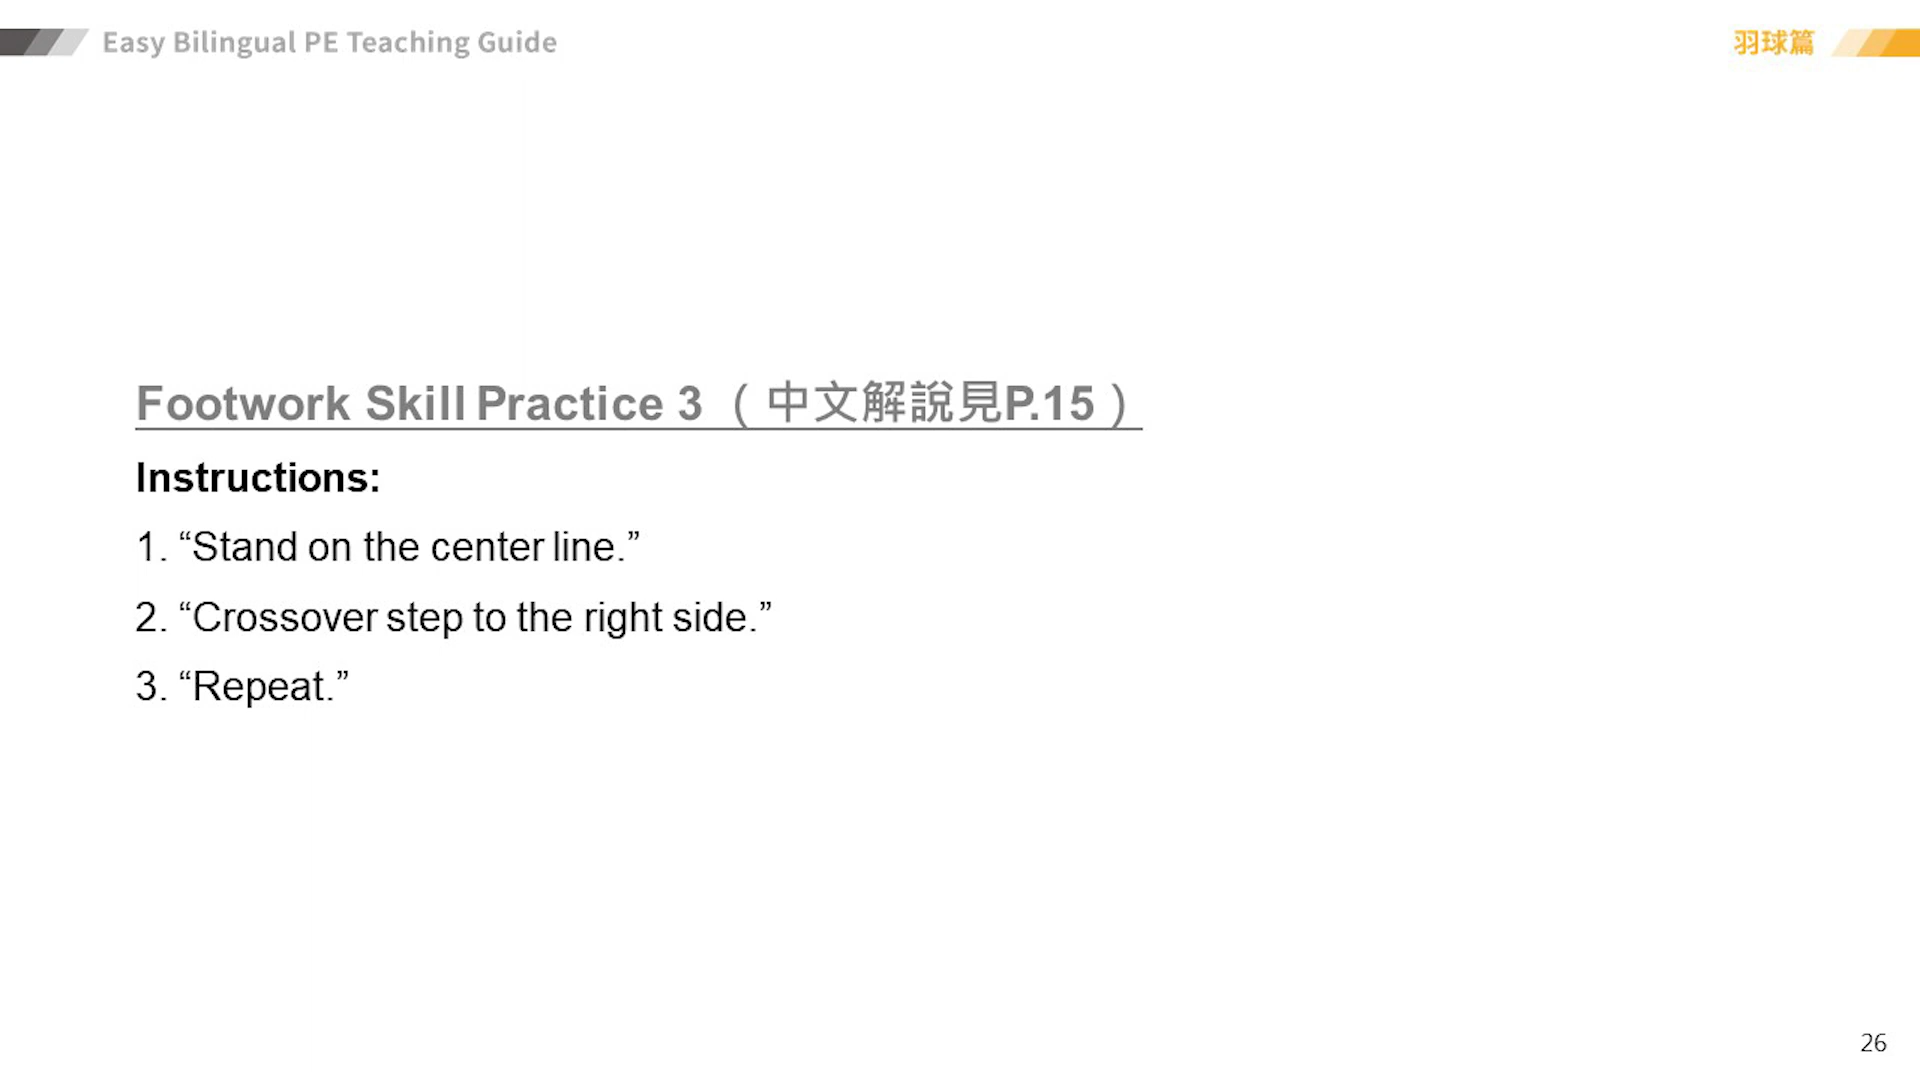 Easy Bilingual PE Teaching Guide
羽球篇
Footwork Skill Practice 3 （中文解說見P.15）
Instructions:
1. “Stand on the center line.”
2. “Crossover step to the right side.”
3. “Repeat.”
26